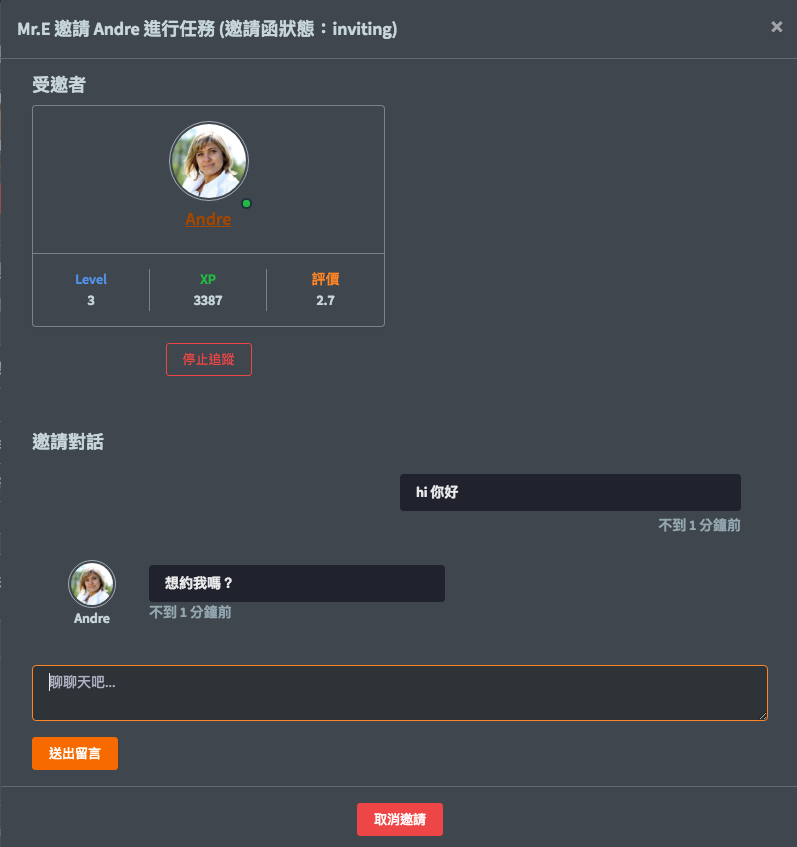 Mr.E 邀請 Andre 進行任務 (邀請函狀態：inviting)
×
受邀者
Andre
Level
XP
評價
3
3387
2.7
停止追蹤
邀請對話
hi 你好
不到 1 分鐘前
想約我嗎？
Andre
不到 1 分鐘前
聊聊天吧...
送出留言
取消邀請